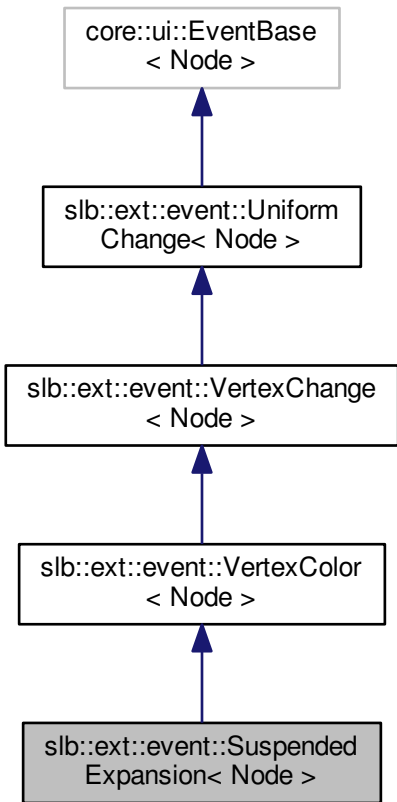 core::ui::EventBase
< Node >
slb::ext::event::Uniform
Change< Node >
slb::ext::event::VertexChange
< Node >
slb::ext::event::VertexColor
< Node >
slb::ext::event::Suspended
Expansion< Node >